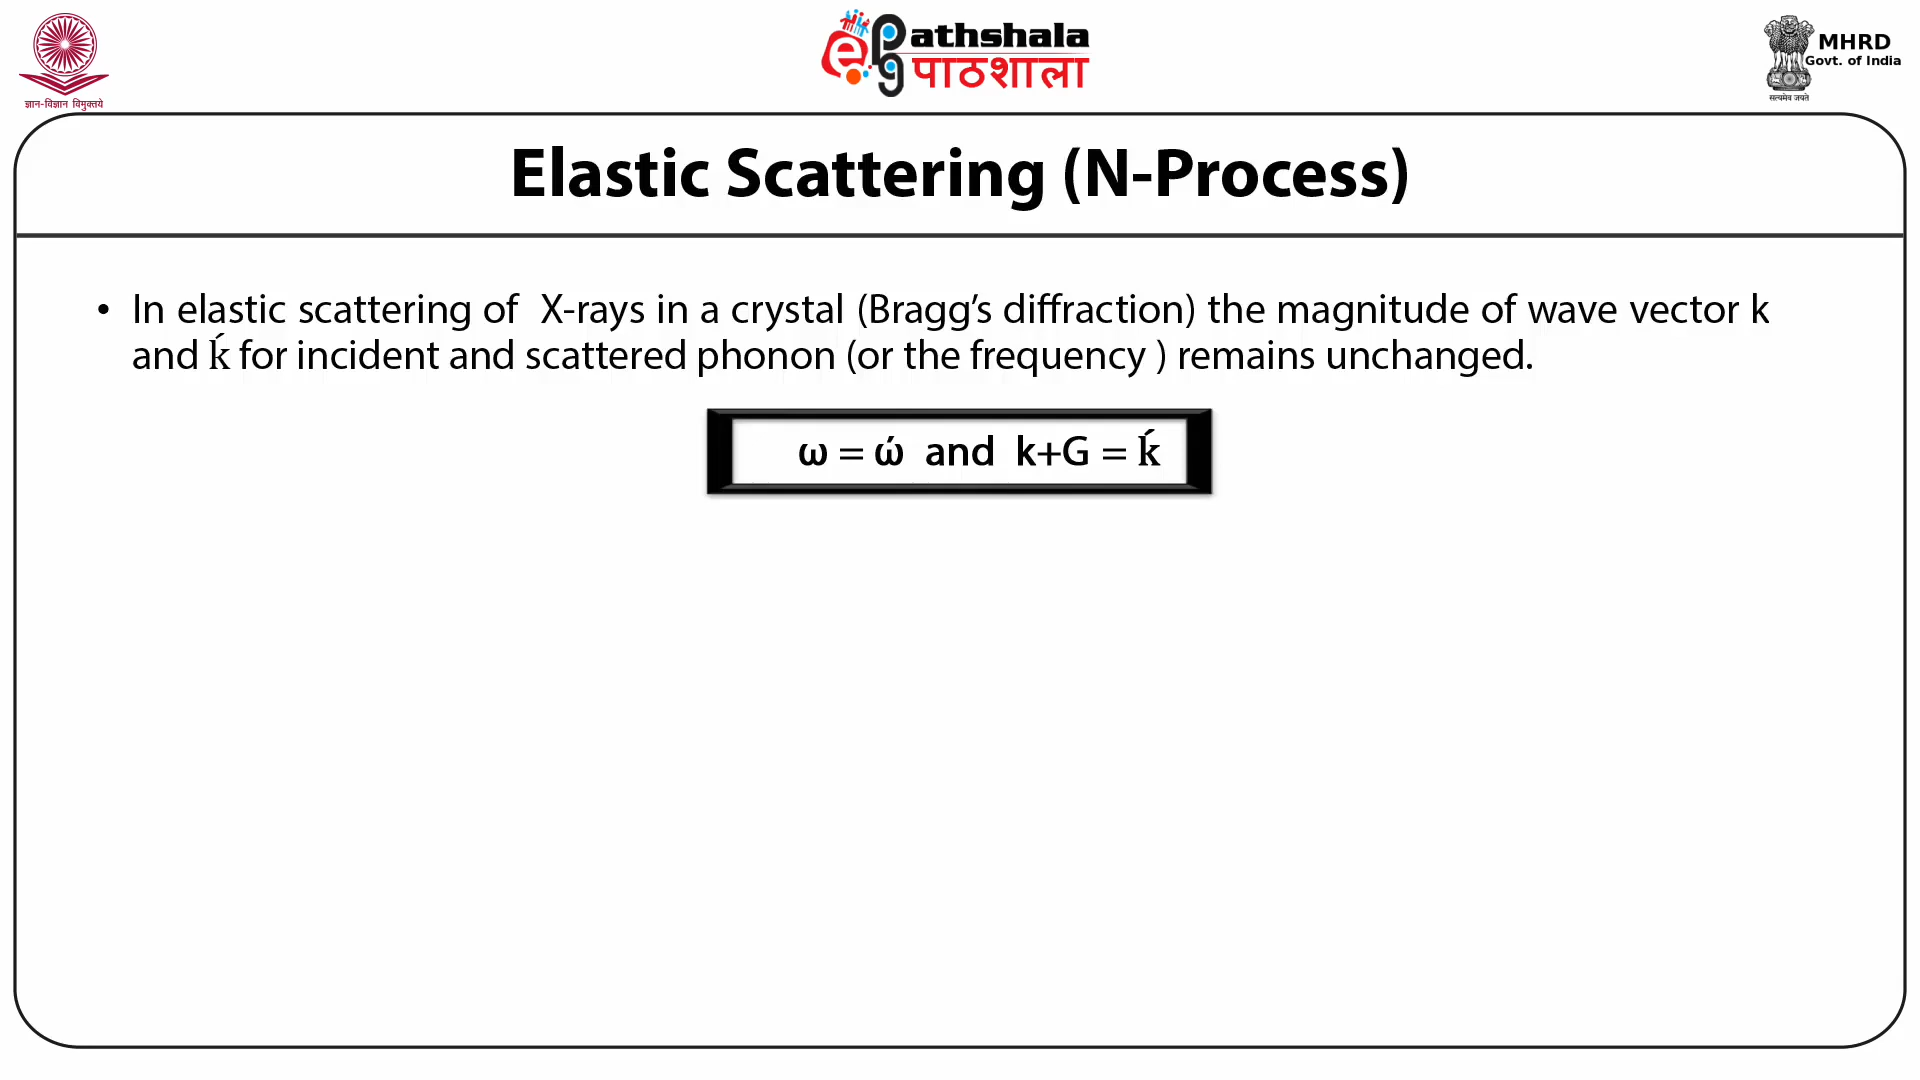 ज्ञान-विज्ञान विमुक्तये
e Pg Pathshala
पाठशाला
MHRD
Govt. of India
सत्यमेव जयते
Elastic Scattering (N-Process)
• In elastic scattering of X-rays in a crystal (Bragg’s diffraction) the magnitude of wave vector k
and ḱ for incident and scattered phonon (or the frequency ) remains unchanged.
ω = ώ and k+G = ḱ